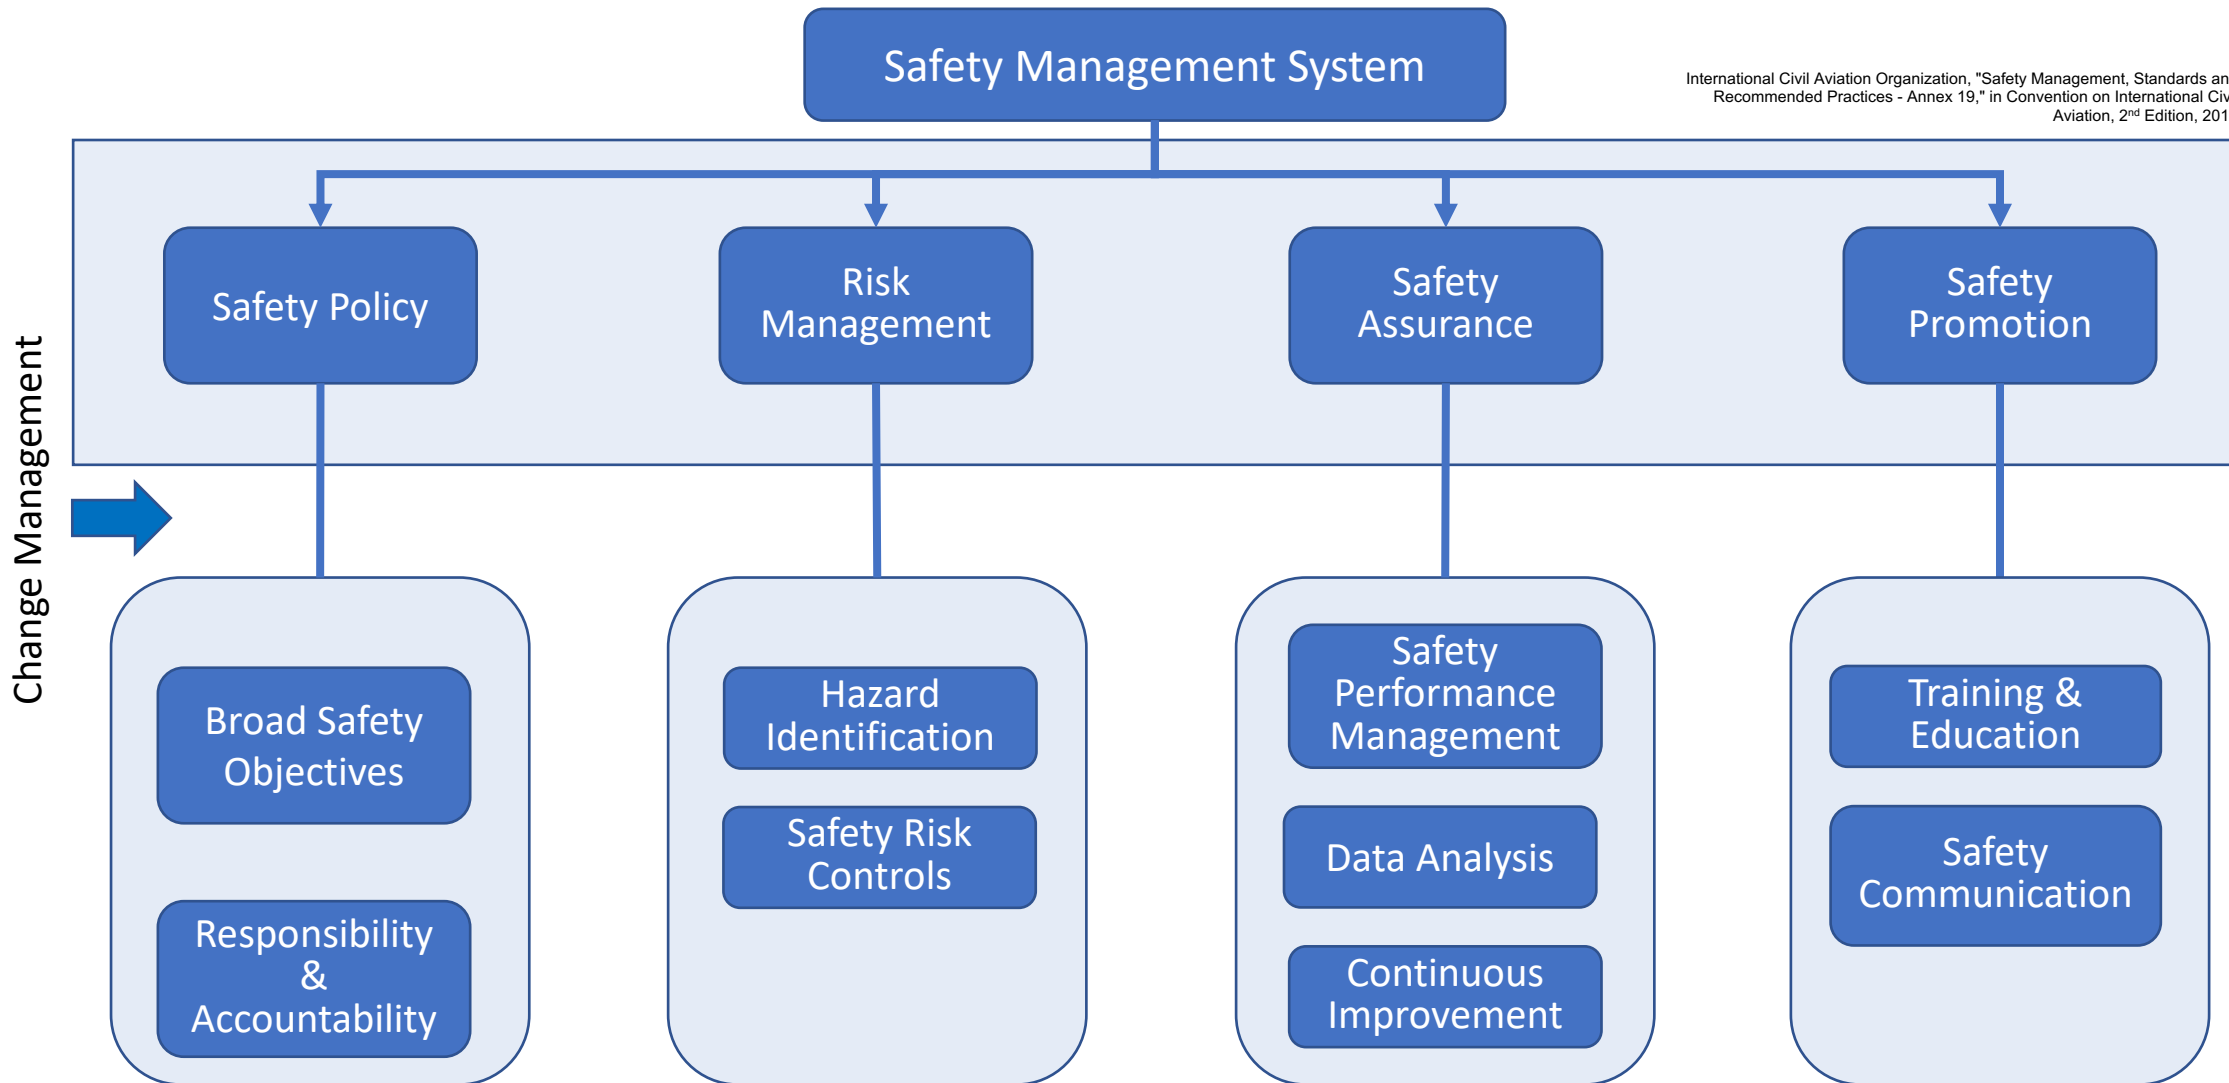 Safety Management System
International Civil Aviation Organization, "Safety Management, Standards an
Recommended Practices - Annex 19," in Convention on International Civ
Aviation, 2nd Edition, 201
Change Management
Safety Policy
Risk
Management
Safety
Assurance
Safety
Promotion
Broad Safety
Objectives
Responsibility
&
Accountability
Hazard
Identification
Safety Risk
Controls
Safety
Performance
Management
Data Analysis
Continuous
Improvement
Training &
Education
Safety
Communication